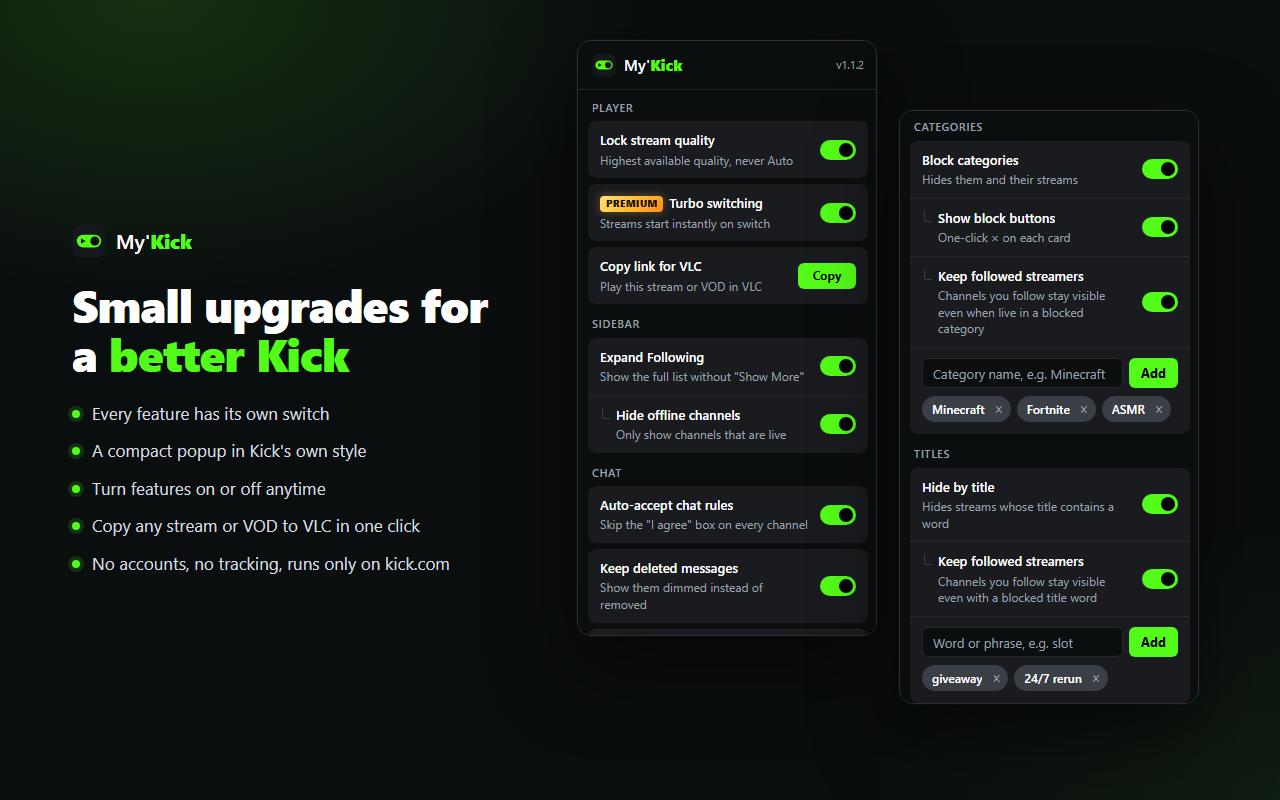 My'Kick
Small upgrades for
a better Kick
Every feature has its own switch
A compact popup in Kick's own style
Turn features on or off anytime
Copy any stream or VOD to VLC in one click
No accounts, no tracking, runs only on kick.com
My'Kick
v1.1.2
PLAYER
Lock stream quality
Highest available quality, never Auto
PREMIUM Turbo switching
Streams start instantly on switch
Copy link for VLC
Play this stream or VOD in VLC
Copy
SIDEBAR
Expand Following
Show the full list without "Show More"
Hide offline channels
Only show channels that are live
CHAT
Auto-accept chat rules
Skip the "I agree" box on every channel
Keep deleted messages
Show them dimmed instead of
removed
CATEGORIES
Block categories
Hides them and their streams
Show block buttons
One-click × on each card
Keep followed streamers
Channels you follow stay visible
even when live in a blocked
category
Category name, e.g. Minecraft
Add
Minecraft × Fortnite × ASMR ×
TITLES
Hide by title
Hides streams whose title contains a
word
Keep followed streamers
Channels you follow stay visible
even with a blocked title word
Word or phrase, e.g. slot
Add
giveaway × 24/7 rerun ×